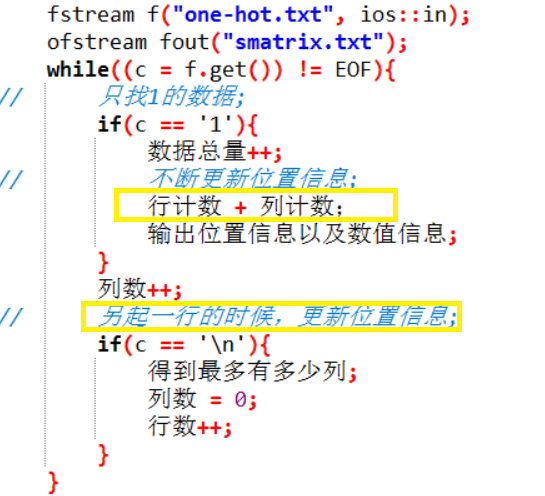 fstream f("one-hot.txt", ios::in);
ofstream fout("smatrix.txt");
while((c = f.get()) != EOF){
// 只找1的数据;
if(c == '1'){
数据总量++;
// 不断更新位置信息;
行计数 + 列计数;
输出位置信息以及数值信息;
}
列数++;
// 另起一行的时候，更新位置信息;
if(c == '\n'){
得到最多有多少列;
列数 = 0;
行数++;
}
}